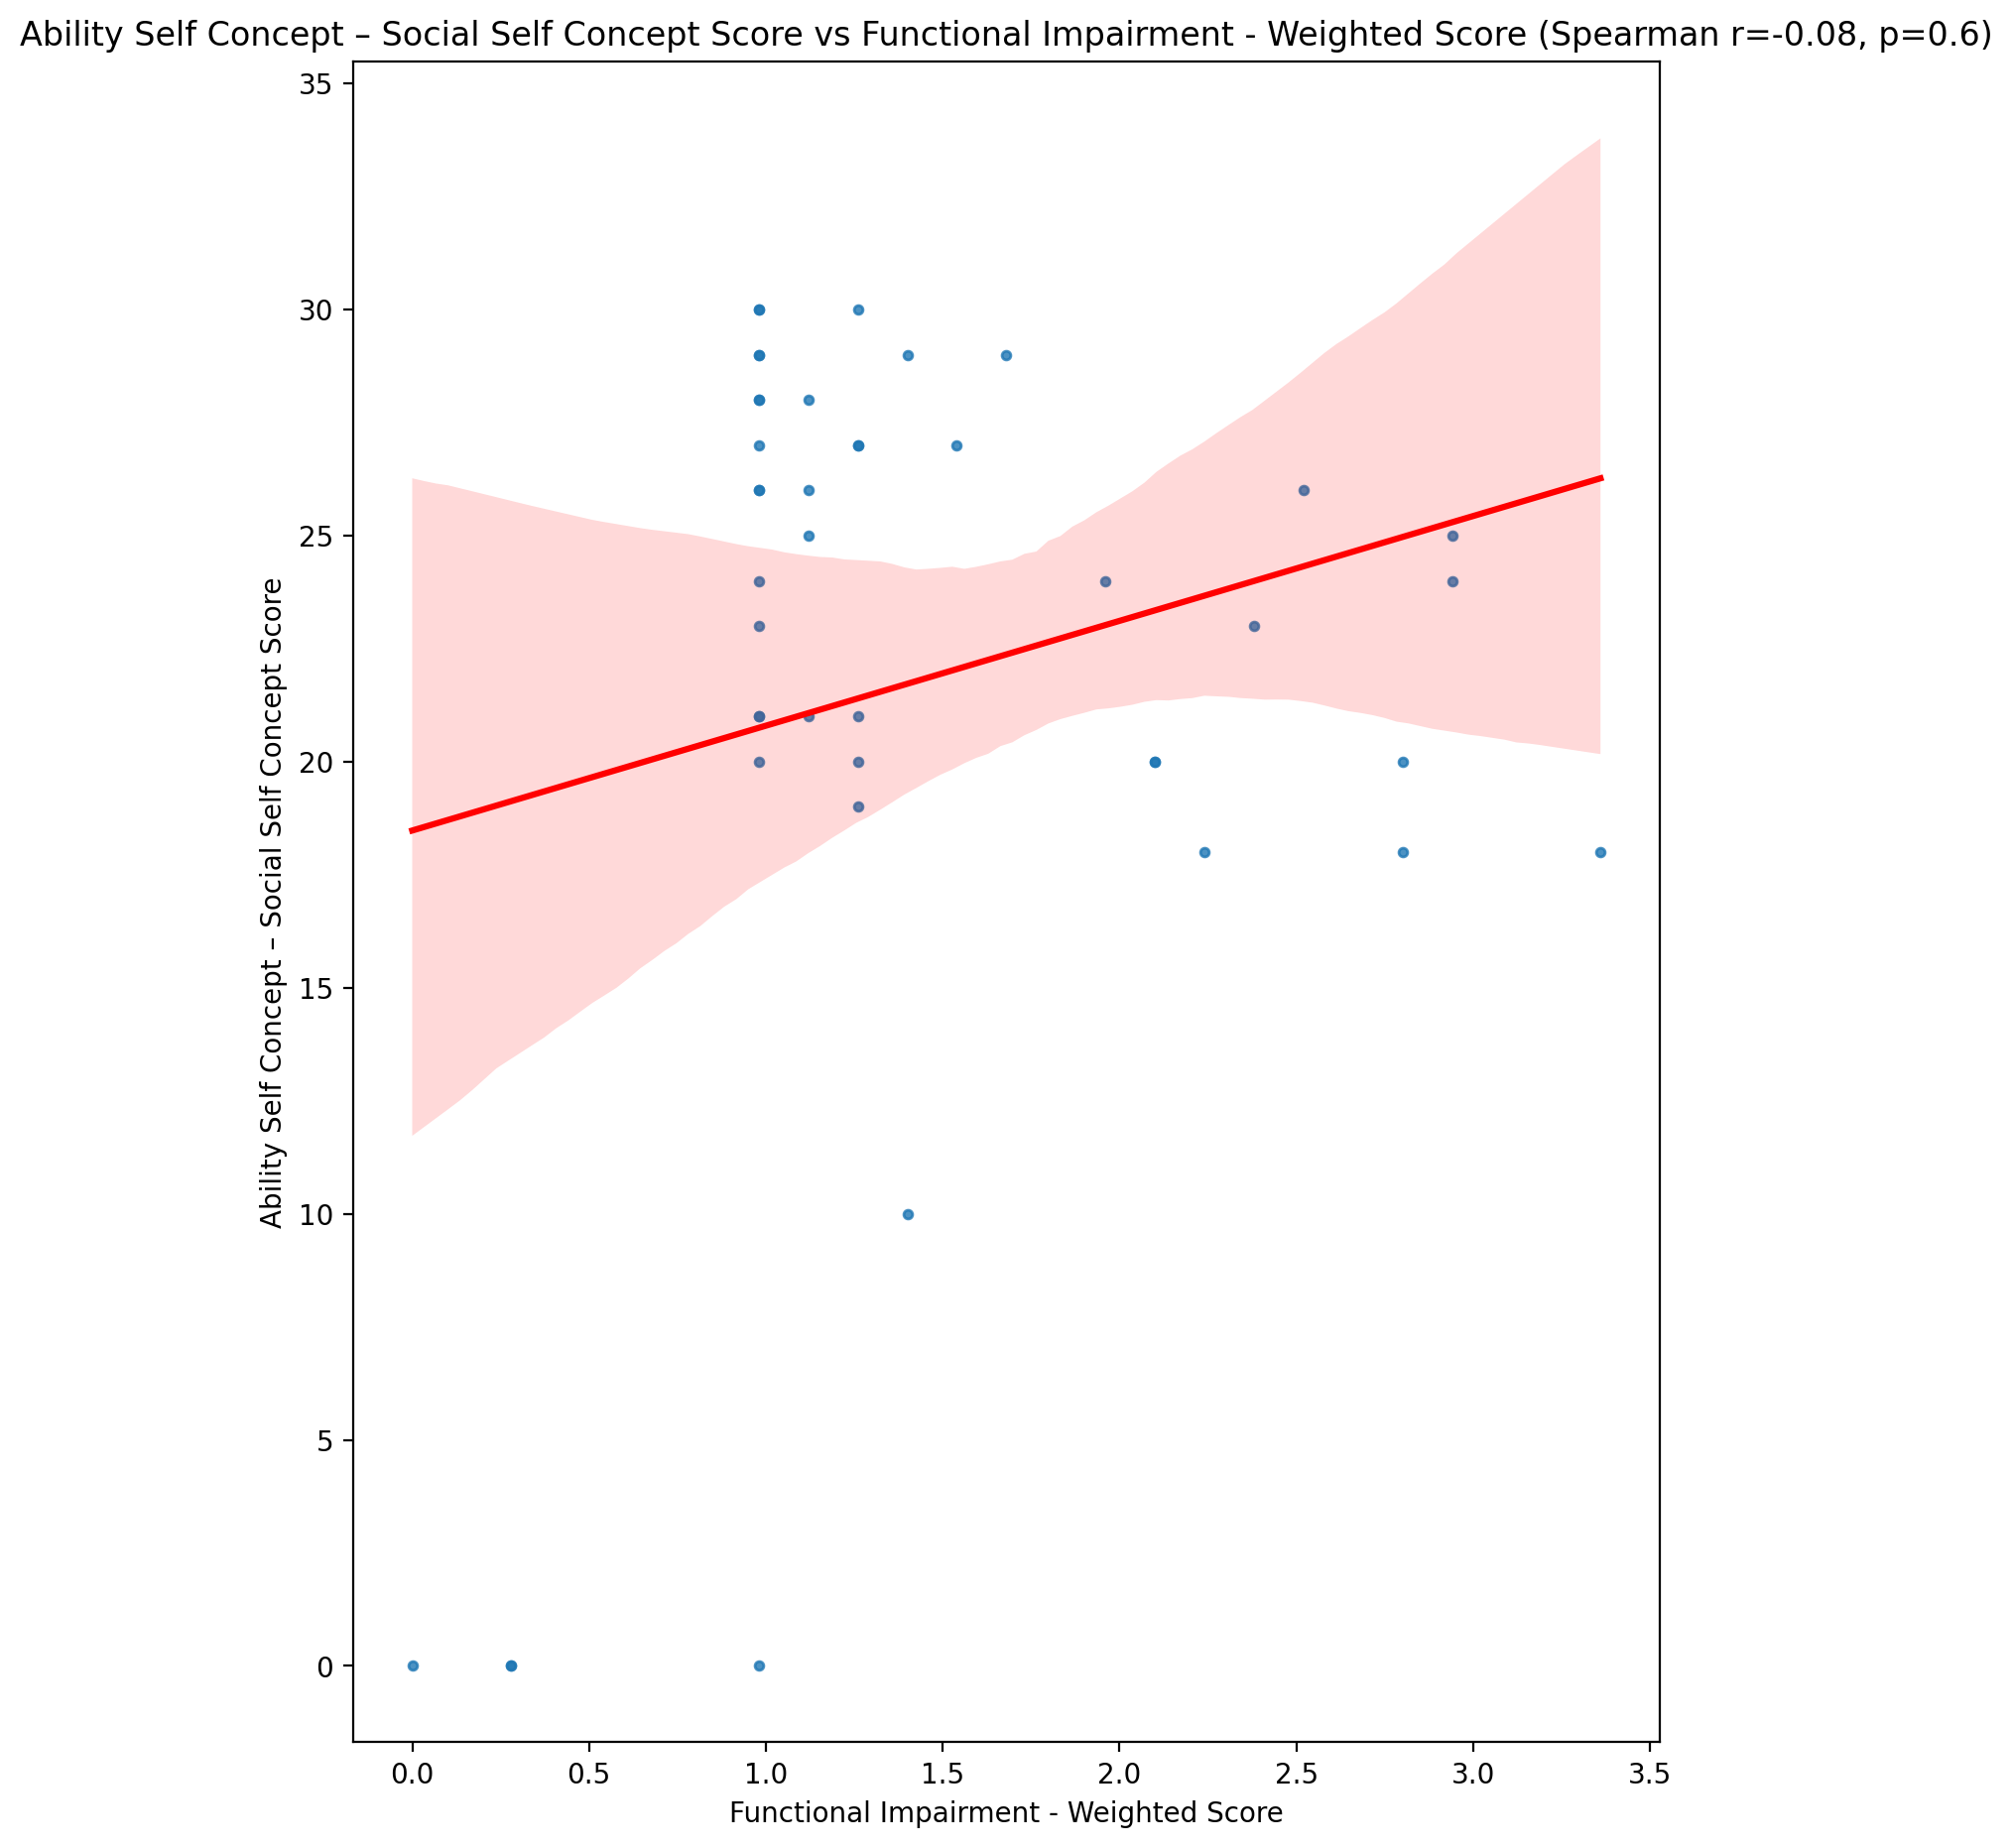 Ability Self Concept – Social Self Concept Score vs Functional Impairment - Weighted Score (Spearman r=-0.08, p=0.6)
35
30
25
20
15
10
5
0
Ability Self Concept – Social Self Concept Score
0.0 0.5 1.0 1.5 2.0 2.5 3.0 3.5
Functional Impairment - Weighted Score